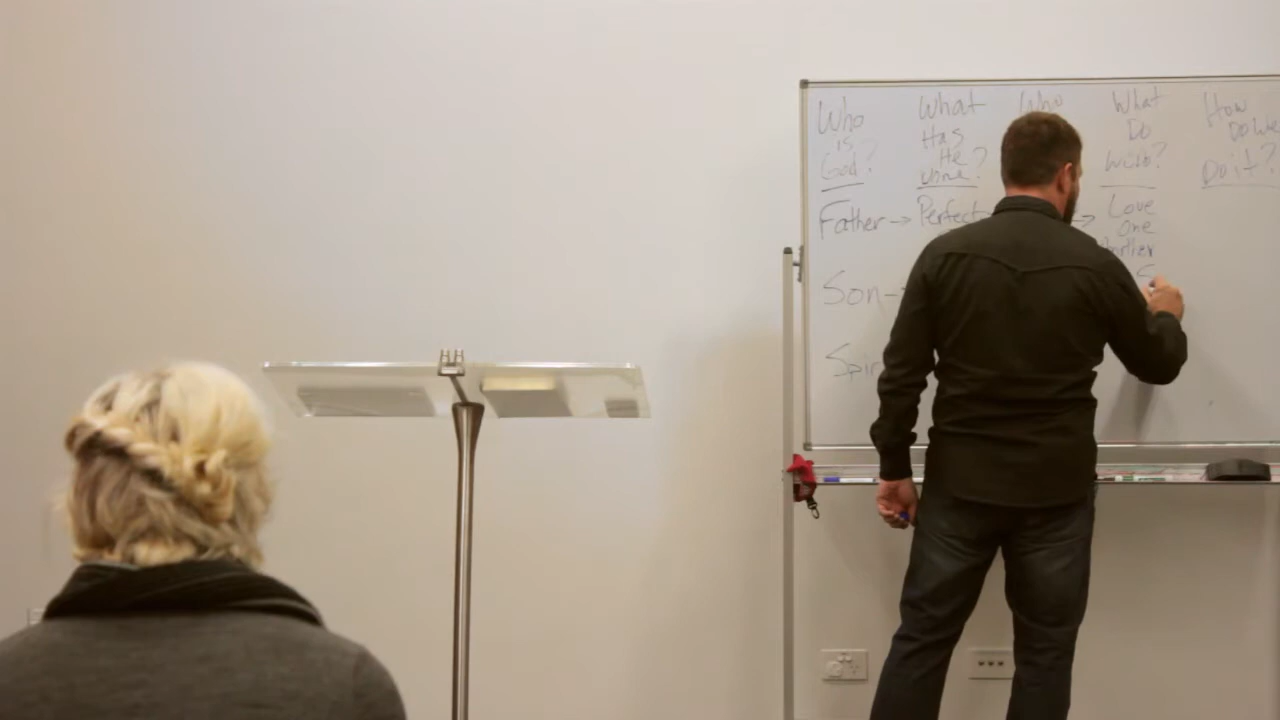 Who
is
God?
What
Has
He
Done?
Who
What
Do
We Do?
How
Do We
Do it?
Father → Perfect
→ Love
One
Another
Son-
Spir
S